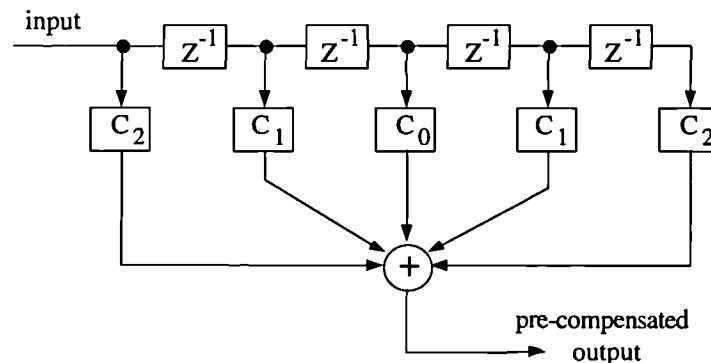 input
Z⁻¹ Z⁻¹ Z⁻¹ Z⁻¹
C₂ C₁ C₀ C₁ C₂
+
pre-compensated
output